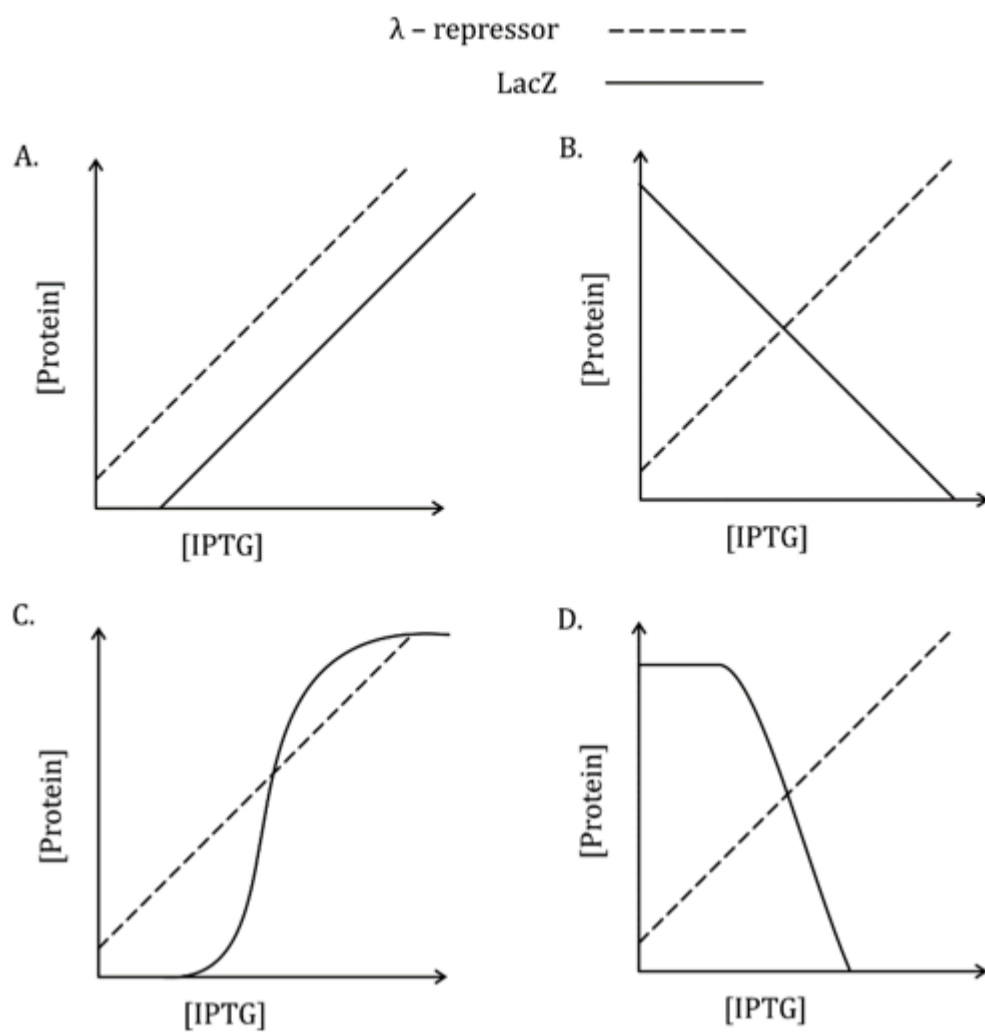 λ – repressor
LacZ
A.
[Protein]
[IPTG]
B.
[Protein]
[IPTG]
C.
[Protein]
[IPTG]
D.
[Protein]
[IPTG]